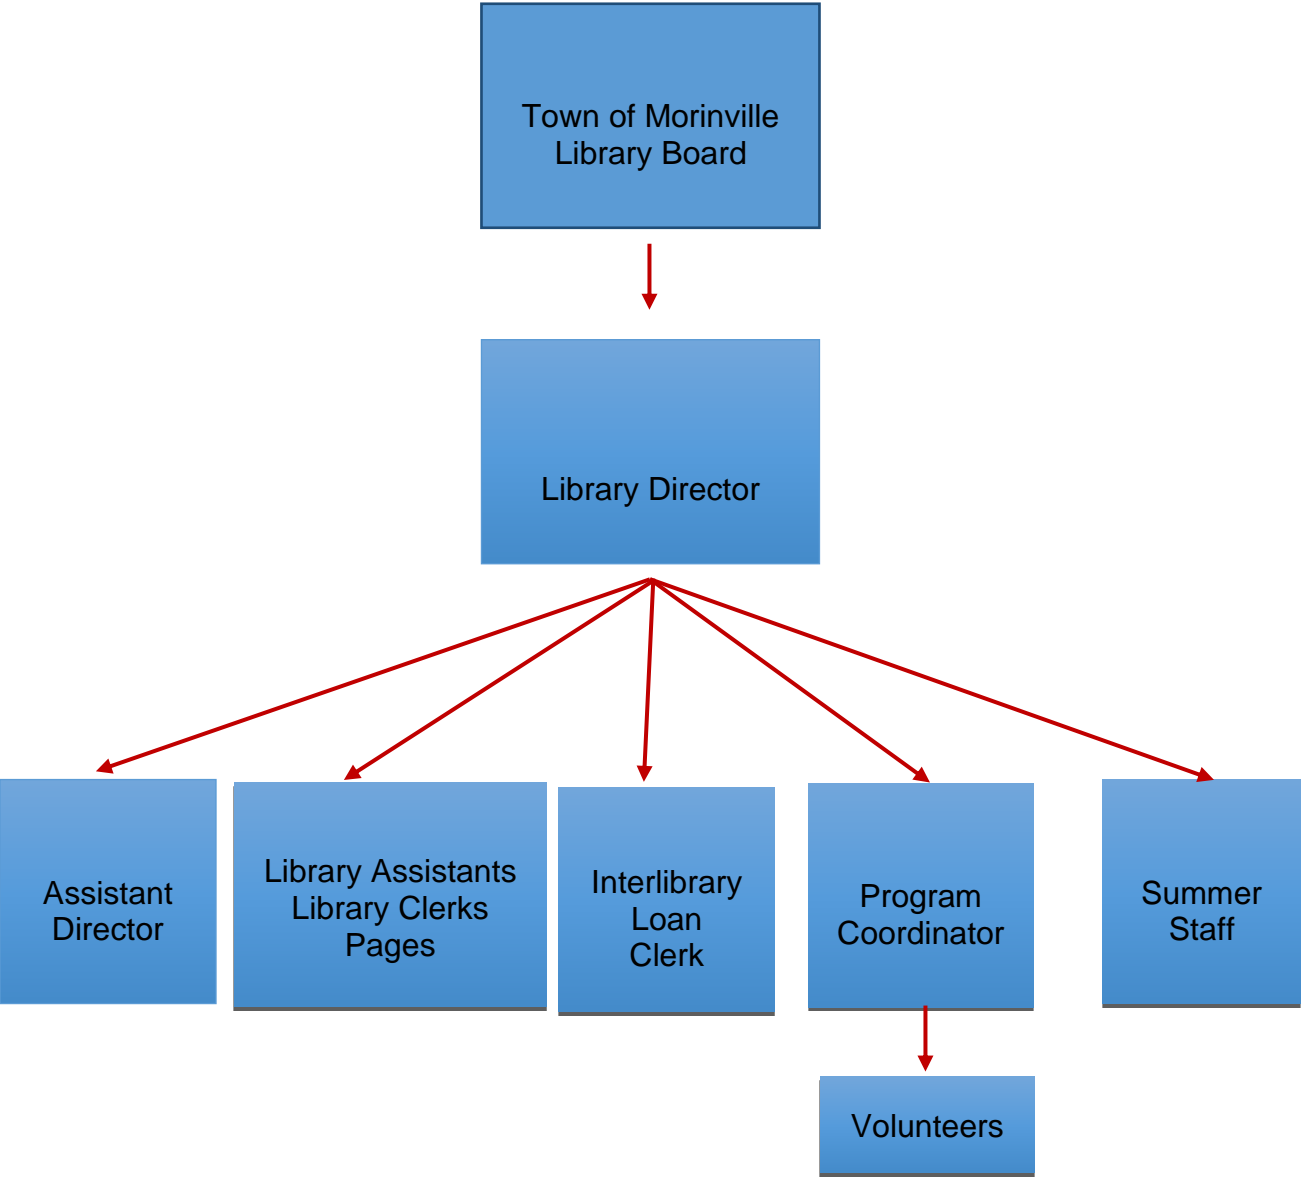 Town of Morinville
Library Board
Library Director
Assistant
Director
Library Assistants
Library Clerks
Pages
Interlibrary
Loan
Clerk
Program
Coordinator
Summer
Staff
Volunteers